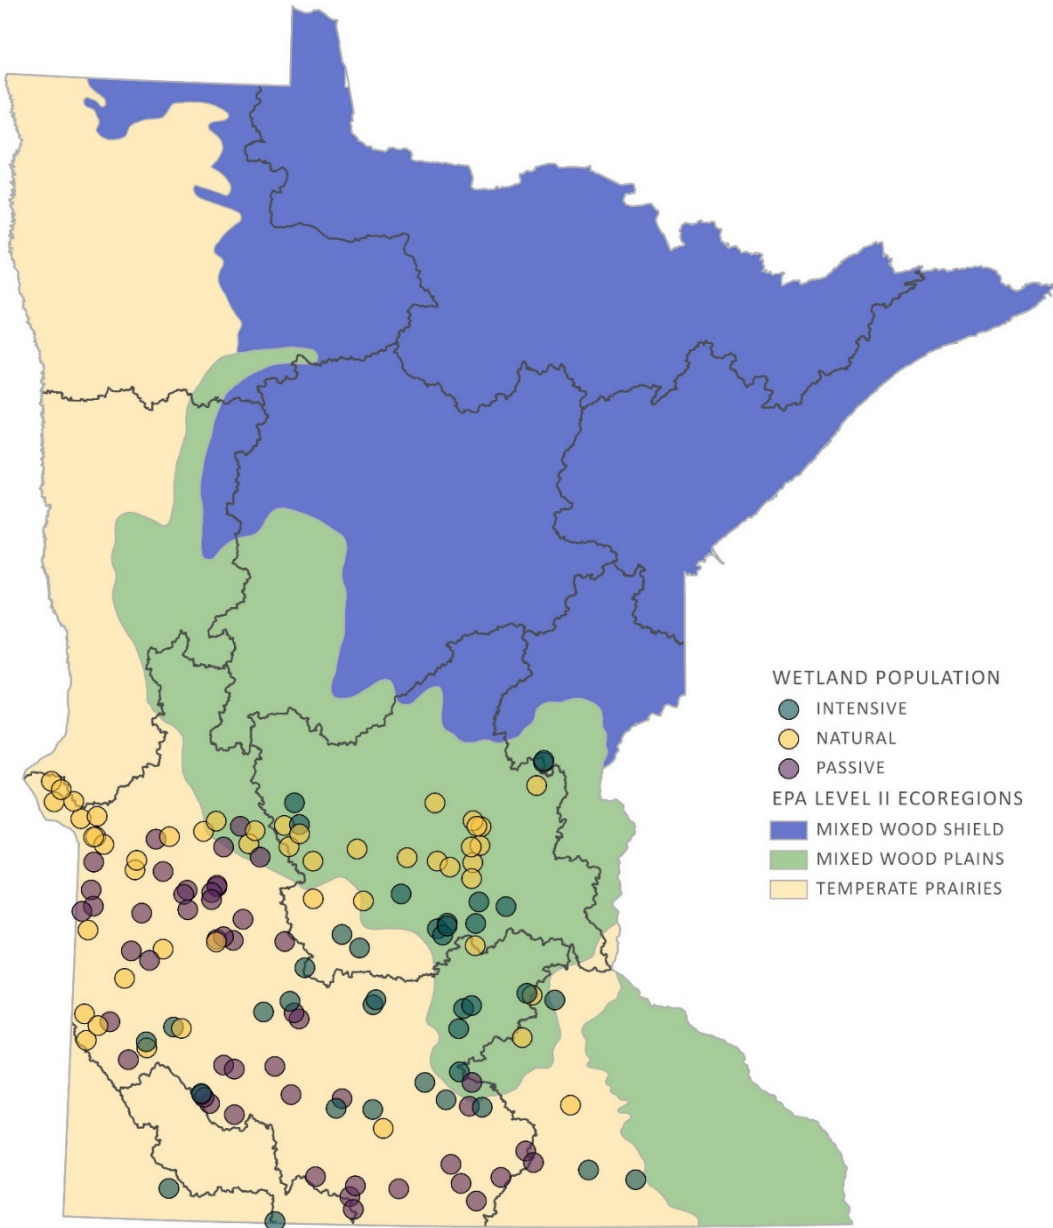 WETLAND POPULATION
INTENSIVE
NATURAL
PASSIVE
EPA LEVEL II ECOREGIONS
MIXED WOOD SHIELD
MIXED WOOD PLAINS
TEMPERATE PRAIRIES